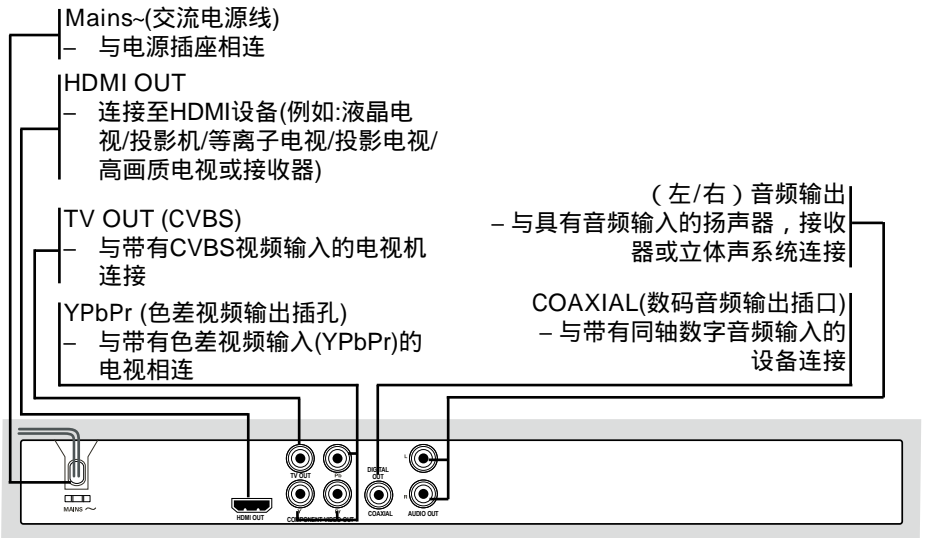 Mains~(交流电源线)
– 与电源插座相连
HDMI OUT
– 连接至HDMI设备(例如:液晶电
视/投影机/等离子电视/投影电视/
高画质电视或接收器)
TV OUT (CVBS)
– 与带有CVBS视频输入的电视机
连接
YPbPr (色差视频输出插孔)
– 与带有色差视频输入(YPbPr)的
电视相连
（左/右）音频输出
– 与具有音频输入的扬声器，接收
器或立体声系统连接
COAXIAL(数码音频输出插口)
– 与带有同轴数字音频输入的
设备连接
MAINS ~
HDMI OUT
TV OUT
Pb
COMPONENT VIDEO OUT
DIGITAL
OUT
COAXIAL
L
R
AUDIO OUT